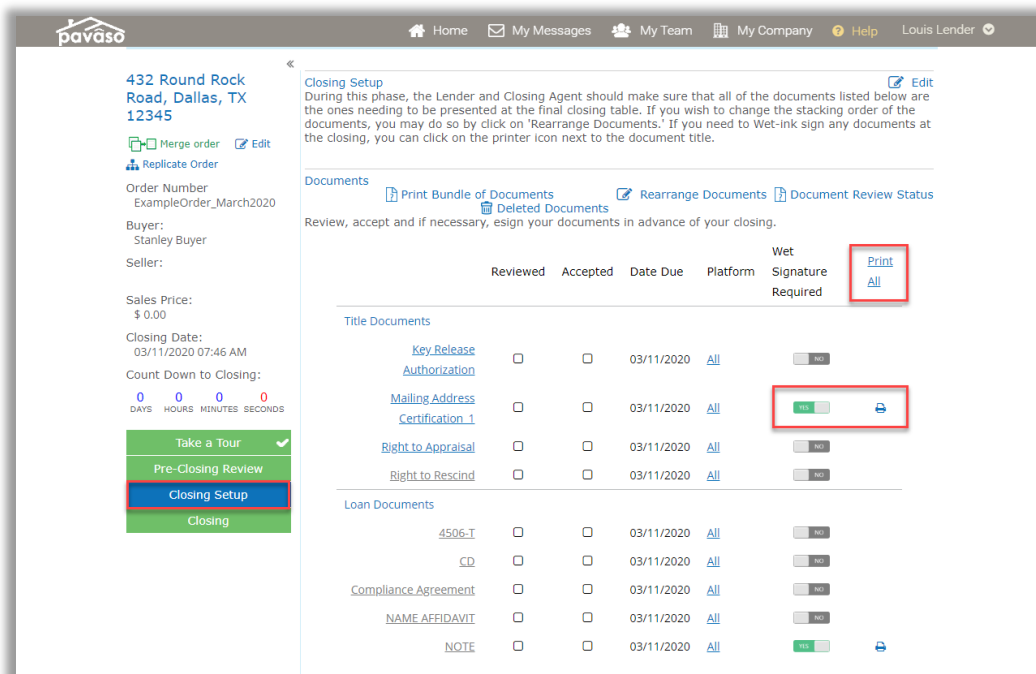 pavaso
Home My Messages My Team My Company Help Louis Lender
«
432 Round Rock
Road, Dallas, TX
12345
Merge order Edit
Replicate Order
Order Number
ExampleOrder_March2020
Buyer:
Stanley Buyer
Seller:
Sales Price:
$ 0.00
Closing Date:
03/11/2020 07:46 AM
Count Down to Closing:
0 0 0 0
DAYS HOURS MINUTES SECONDS
Take a Tour
Pre-Closing Review
Closing Setup
Closing
Closing Setup Edit
During this phase, the Lender and Closing Agent should make sure that all of the documents listed below are
the ones needing to be presented at the final closing table. If you wish to change the stacking order of the
documents, you may do so by click on 'Rearrange Documents.' If you need to Wet-ink sign any documents at
the closing, you can click on the printer icon next to the document title.
Documents
Print Bundle of Documents Rearrange Documents Document Review Status
Deleted Documents
Review, accept and if necessary, esign your documents in advance of your closing.
Reviewed Accepted Date Due Platform Wet
Signature
Required
Print
All
Title Documents
Key Release
Authorization 03/11/2020 All NO
Mailing Address
Certification_1 03/11/2020 All YES
Right to Appraisal 03/11/2020 All NO
Right to Rescind 03/11/2020 All NO
Loan Documents
4506-T 03/11/2020 All NO
CD 03/11/2020 All NO
Compliance Agreement 03/11/2020 All NO
NAME AFFIDAVIT 03/11/2020 All NO
NOTE 03/11/2020 All YES